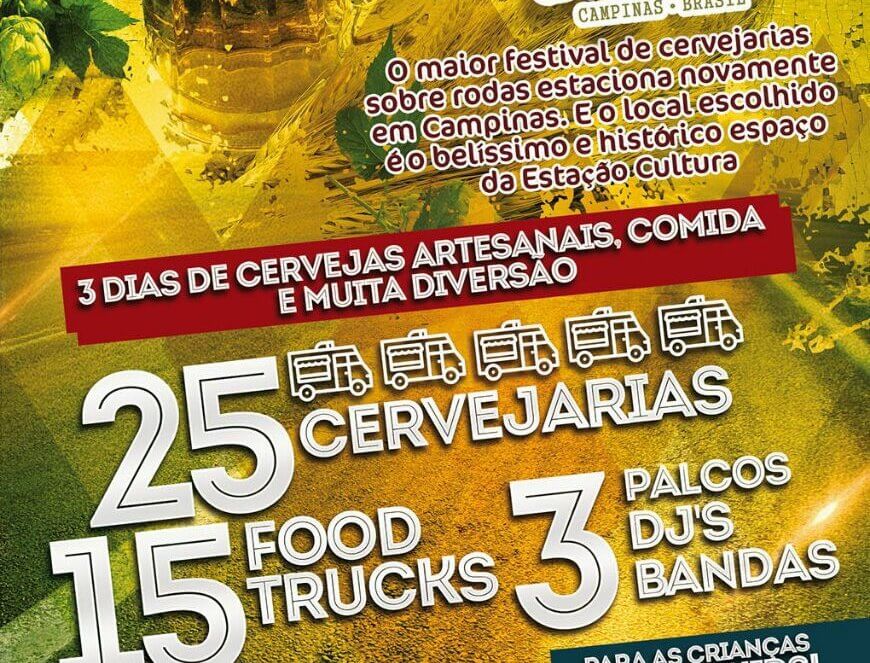 CAMPINAS • BRASIL
O maior festival de cervejarias
sobre rodas estaciona novamente
em Campinas. E o local escolhido
é o belíssimo e histórico espaço
da Estação Cultura
3 DIAS DE CERVEJAS ARTESANAIS, COMIDA
E MUITA DIVERSÃO
25 CERVEJARIAS
15 FOOD TRUCKS
3 PALCOS
DJ'S
BANDAS
PARA AS CRIANÇAS